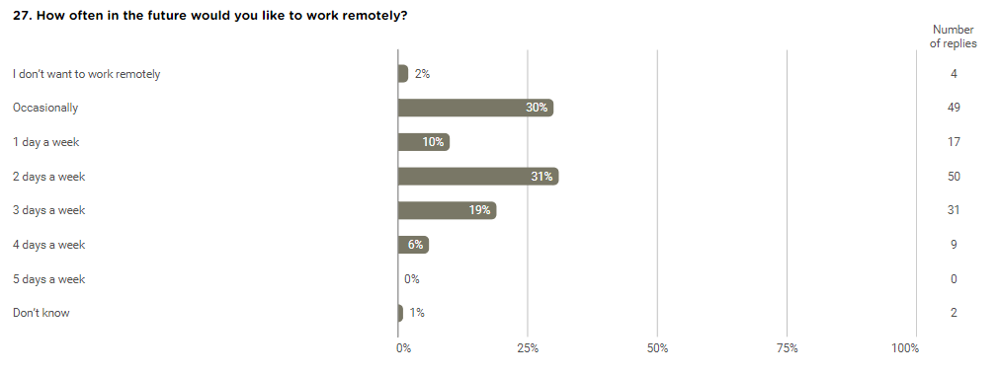 27. How often in the future would you like to work remotely?
Number
of replies
I don't want to work remotely 2% 4
Occasionally 30% 49
1 day a week 10% 17
2 days a week 31% 50
3 days a week 19% 31
4 days a week 6% 9
5 days a week 0% 0
Don't know 1% 2
0% 25% 50% 75% 100%